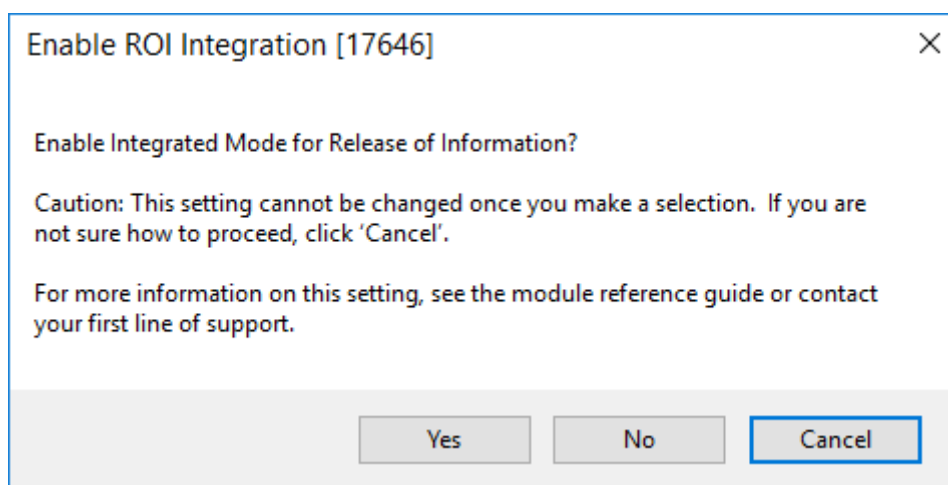 Enable ROI Integration [17646]
Enable Integrated Mode for Release of Information?
Caution: This setting cannot be changed once you make a selection.  If you are
not sure how to proceed, click ‘Cancel’.
For more information on this setting, see the module reference guide or contact
your first line of support.
Yes
No
Cancel